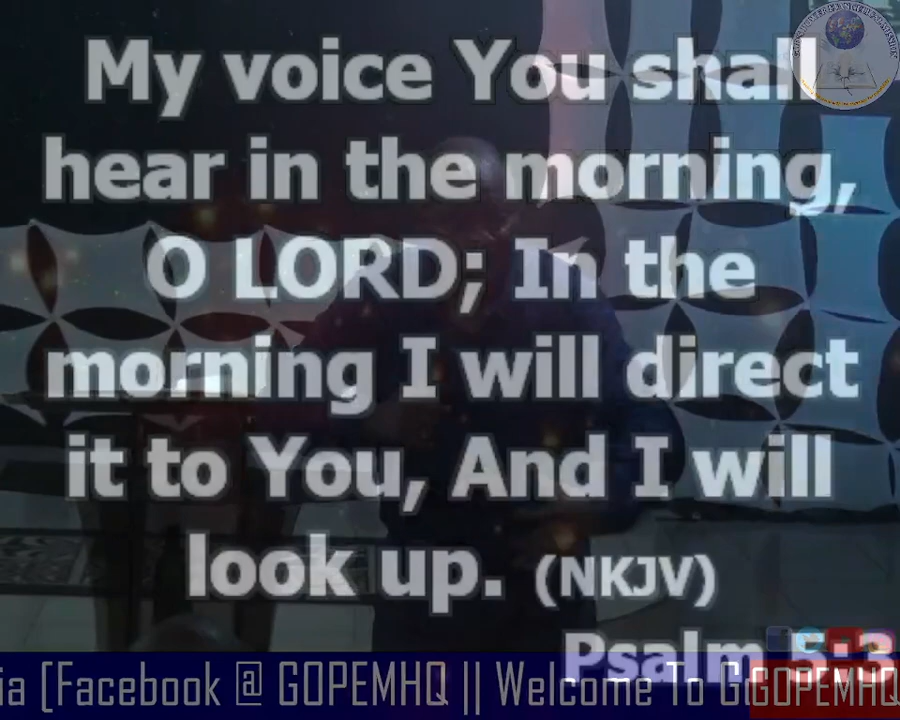 My voice You shall
hear in the morning,
O LORD; In the
morning I will direct
it to You, And I will
look up. (NKJV)
Psalm 5:3
ia [Facebook @ GOPEMHQ || Welcome To G
GOPEMHQ